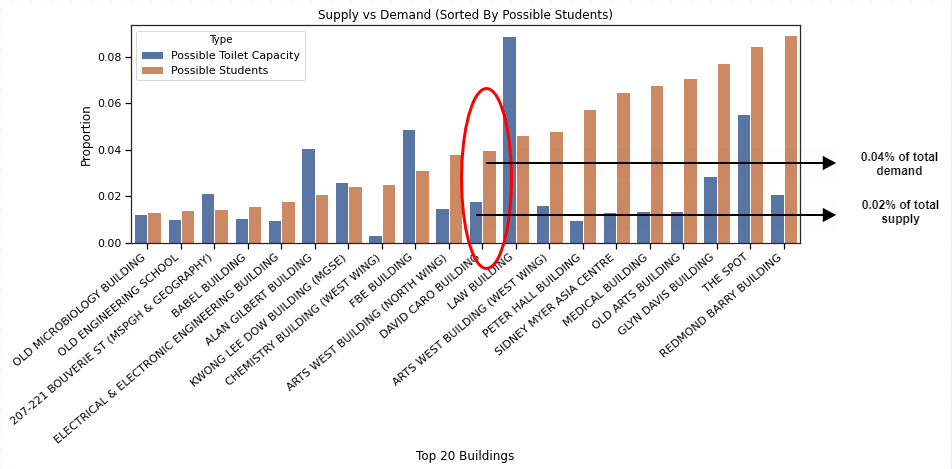 Supply vs Demand (Sorted By Possible Students)
Type
Possible Toilet Capacity
Possible Students
Proportion
0.08
0.06
0.04
0.02
0.00
0.04% of total
demand
0.02% of total
supply
OLD MICROBIOLOGY BUILDING
OLD ENGINEERING SCHOOL
207-221 BOUVERIE ST (MSPGH & GEOGRAPHY)
BABEL BUILDING
ELECTRICAL & ELECTRONIC ENGINEERING BUILDING
ALAN GILBERT BUILDING
KWONG LEE DOW BUILDING (MGSE)
CHEMISTRY BUILDING (WEST WING)
FBE BUILDING
ARTS WEST BUILDING (NORTH WING)
DAVID CARO BUILDING
LAW BUILDING
ARTS WEST BUILDING (WEST WING)
PETER HALL BUILDING
SIDNEY MYER ASIA CENTRE
MEDICAL BUILDING
OLD ARTS BUILDING
GLYN DAVIS BUILDING
THE SPOT
REDMOND BARRY BUILDING
Top 20 Buildings